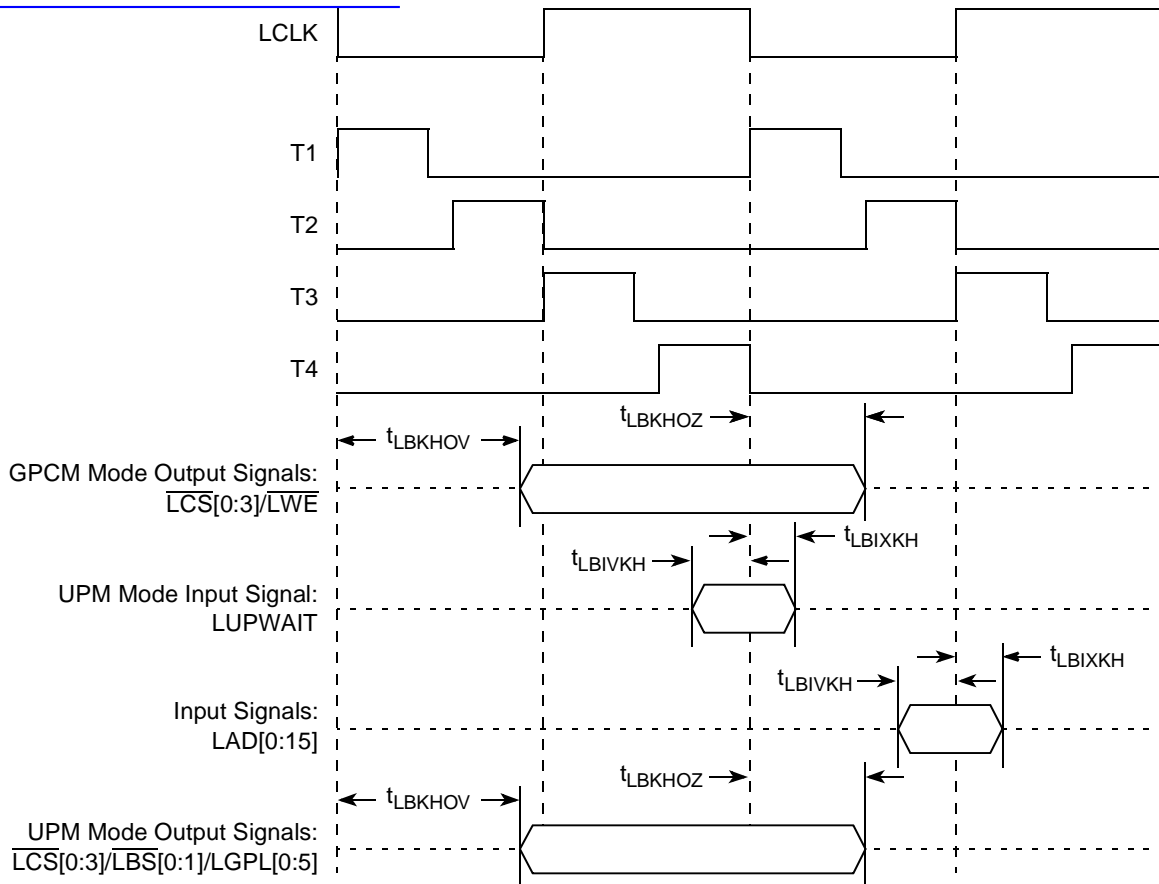 LCLK
T1
T2
T3
T4
tLBKHOZ
tLBKHOV
GPCM Mode Output Signals:
LCS[0:3]/LWE
tLBIXKH
tLBIVKH
UPM Mode Input Signal:
LUPWAIT
tLBIXKH
tLBIVKH
Input Signals:
LAD[0:15]
tLBKHOZ
tLBKHOV
UPM Mode Output Signals:
LCS[0:3]/LBS[0:1]/LGPL[0:5]